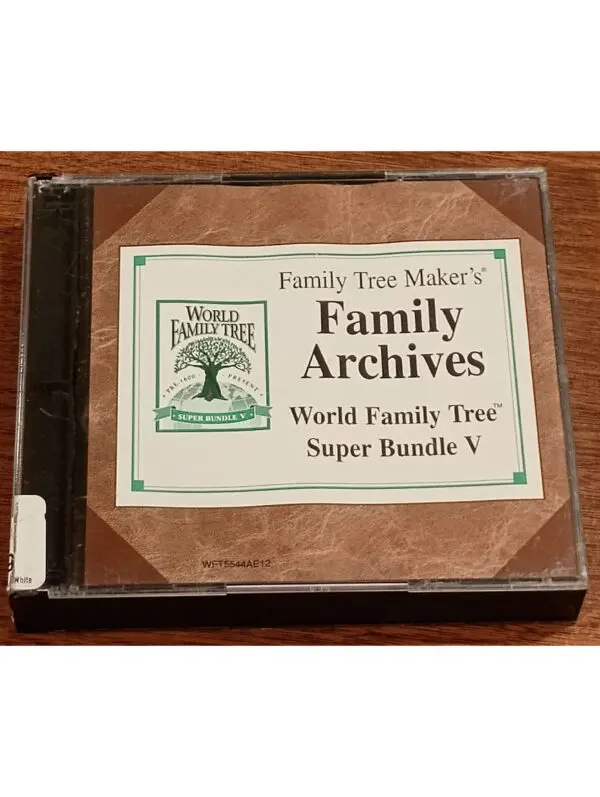 Family Tree Maker's®
Family
Archives
World Family Tree™
Super Bundle V
WORLD
FAMILY TREE
PRE-1600 • PRESENT
SUPER BUNDLE V
WFT5544AE12
White